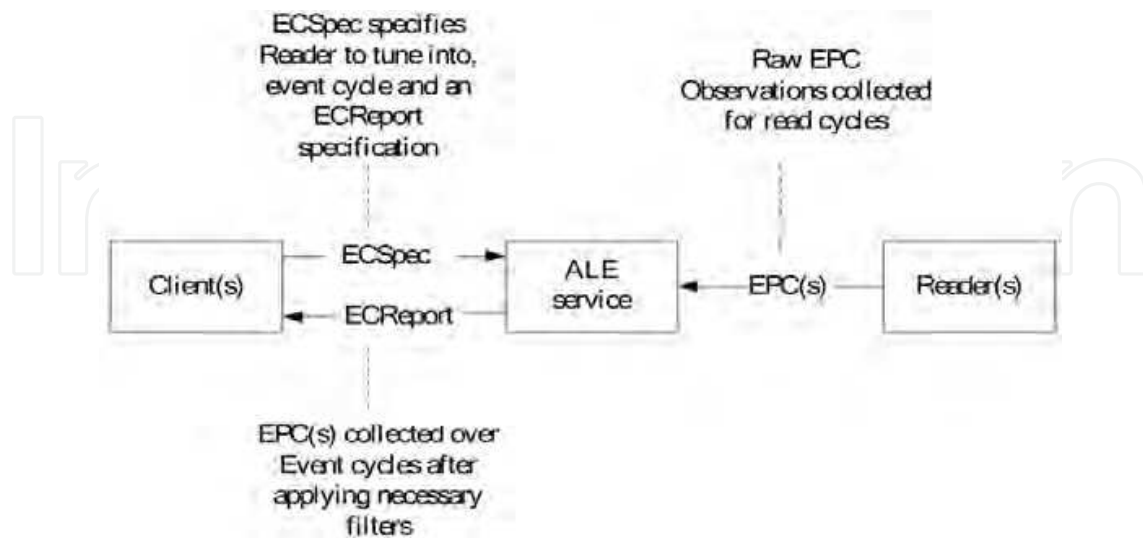 ECSpec specifies
Reader to tune into,
event cycle and an
ECReport
specification
Raw EPC
Observations collected
for read cycles
Client(s)
ECSpec
ECReport
ALE
service
EPC(s)
Reader(s)
EPC(s) collected over
Event cycles after
applying necessary
filters